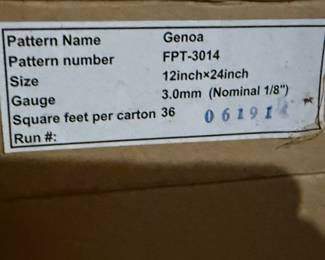 Pattern Name Genoa
Pattern number FPT-3014
Size 12inch×24inch
Gauge 3.0mm (Nominal 1/8")
Square feet per carton 36
Run #: 06191